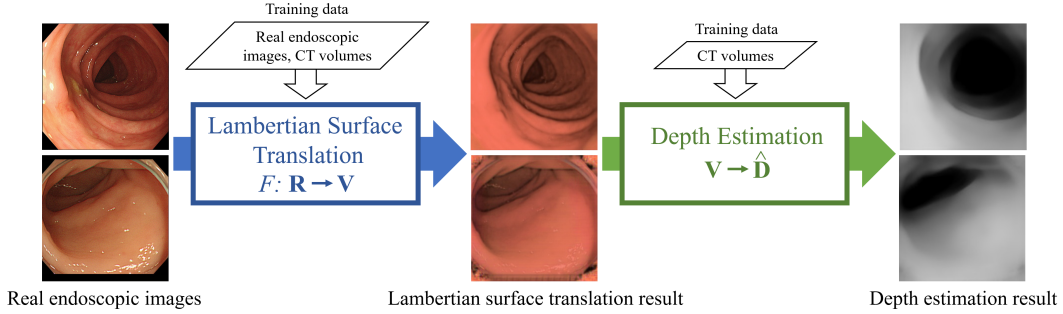 Training data
Real endoscopic
images, CT volumes
Lambertian Surface
Translation
F: R → V
Training data
CT volumes
Depth Estimation
V → D̂
Real endoscopic images
Lambertian surface translation result
Depth estimation result